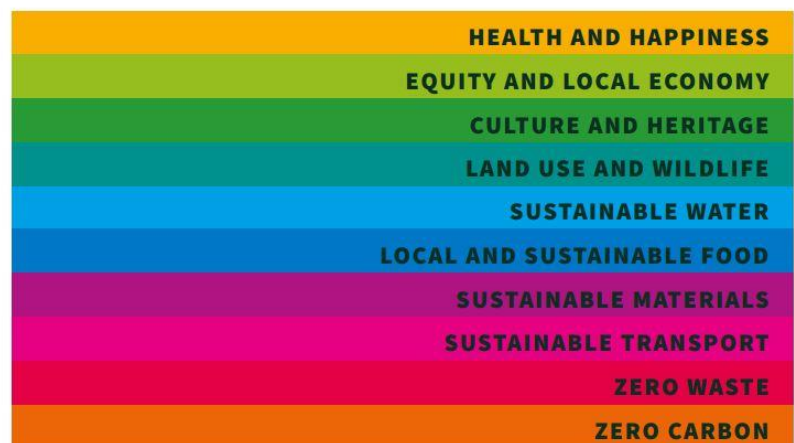 HEALTH AND HAPPINESS
EQUITY AND LOCAL ECONOMY
CULTURE AND HERITAGE
LAND USE AND WILDLIFE
SUSTAINABLE WATER
LOCAL AND SUSTAINABLE FOOD
SUSTAINABLE MATERIALS
SUSTAINABLE TRANSPORT
ZERO WASTE
ZERO CARBON